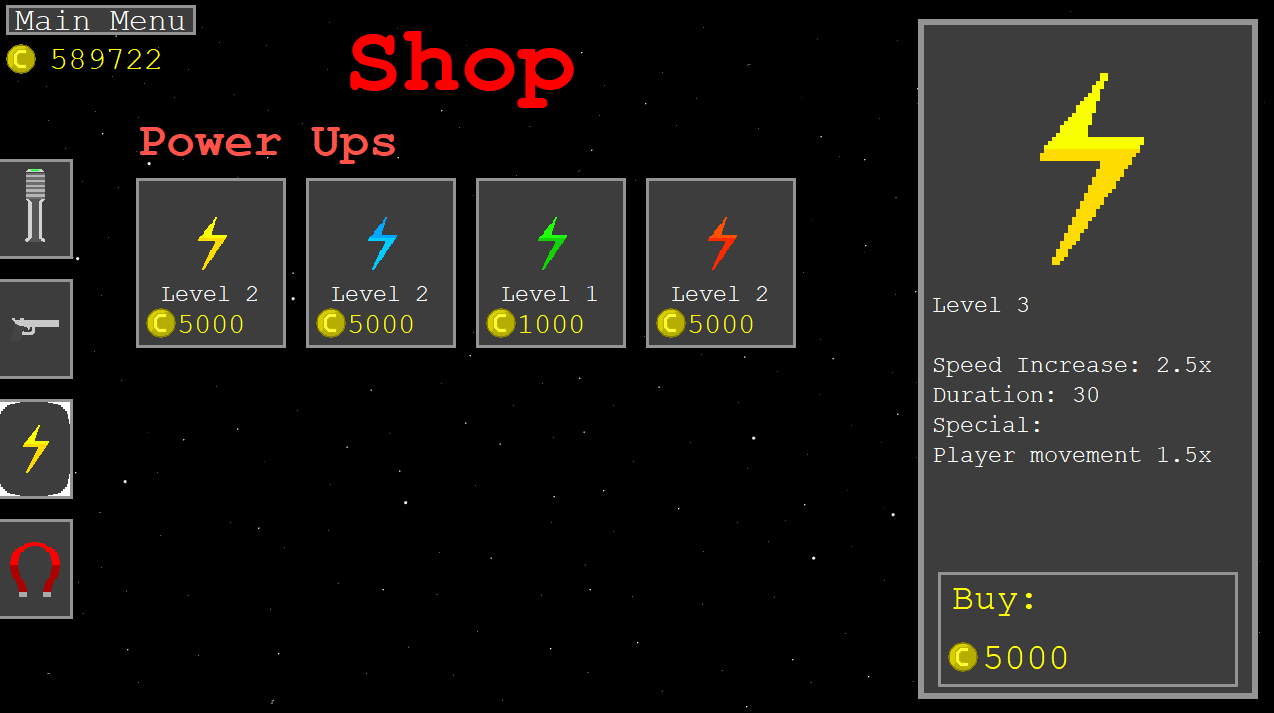 Main Menu
C 589722
Shop
Power Ups
Level 2
C 5000
Level 2
C 5000
Level 1
C 1000
Level 2
C 5000
Level 3
Speed Increase: 2.5x
Duration: 30
Special:
Player movement 1.5x
Buy:
C 5000